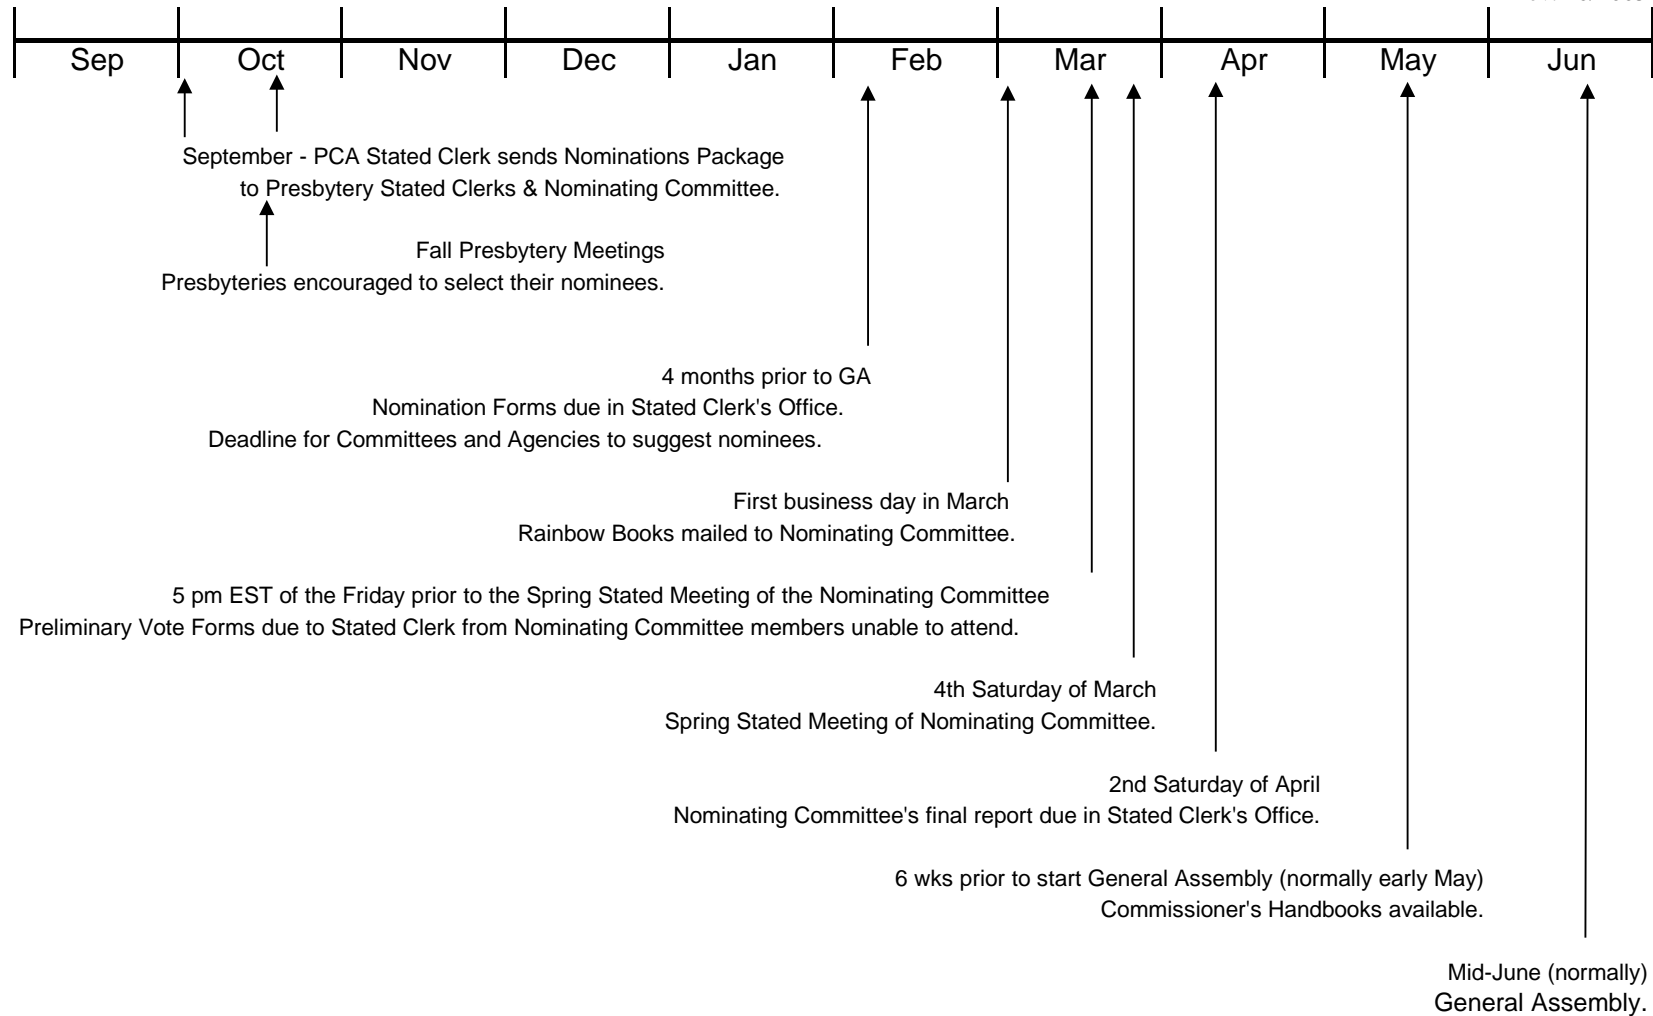 Sep Oct Nov Dec Jan Feb Mar Apr May Jun
September - PCA Stated Clerk sends Nominations Package
to Presbytery Stated Clerks & Nominating Committee.
Fall Presbytery Meetings
Presbyteries encouraged to select their nominees.
4 months prior to GA
Nomination Forms due in Stated Clerk's Office.
Deadline for Committees and Agencies to suggest nominees.
First business day in March
Rainbow Books mailed to Nominating Committee.
5 pm EST of the Friday prior to the Spring Stated Meeting of the Nominating Committee
Preliminary Vote Forms due to Stated Clerk from Nominating Committee members unable to attend.
4th Saturday of March
Spring Stated Meeting of Nominating Committee.
2nd Saturday of April
Nominating Committee's final report due in Stated Clerk's Office.
6 wks prior to start General Assembly (normally early May)
Commissioner's Handbooks available.
Mid-June (normally)
General Assembly.